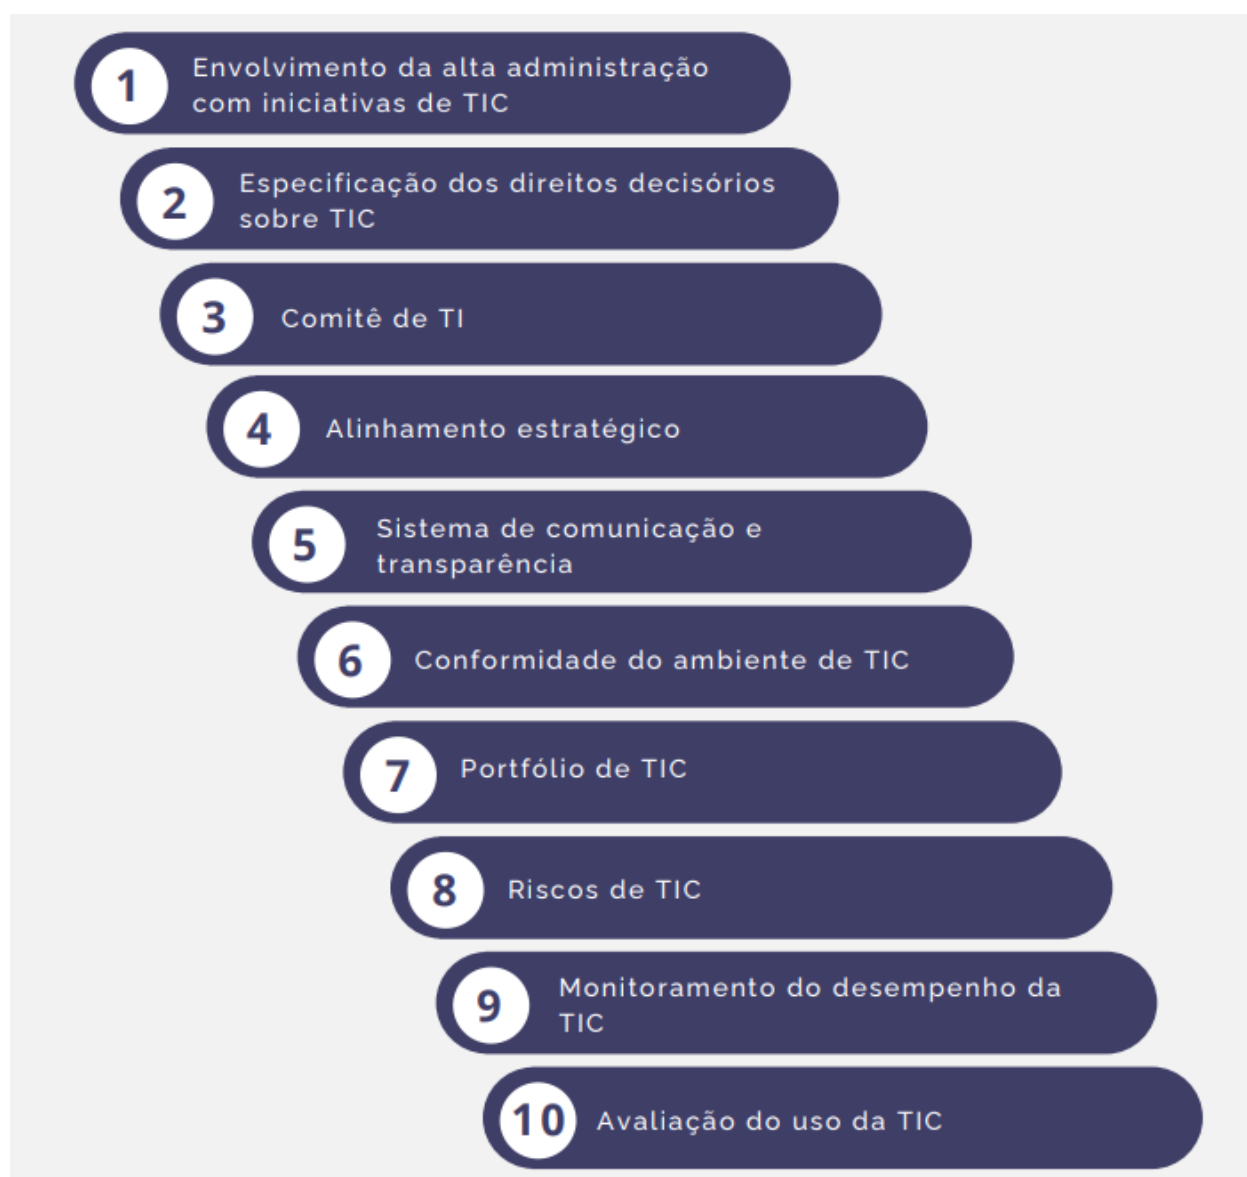 1
Envolvimento da alta administração
com iniciativas de TIC
2
Especificação dos direitos decisórios
sobre TIC
3
Comitê de TI
4
Alinhamento estratégico
5
Sistema de comunicação e
transparência
6
Conformidade do ambiente de TIC
7
Portfólio de TIC
8
Riscos de TIC
9
Monitoramento do desempenho da
TIC
10
Avaliação do uso da TIC